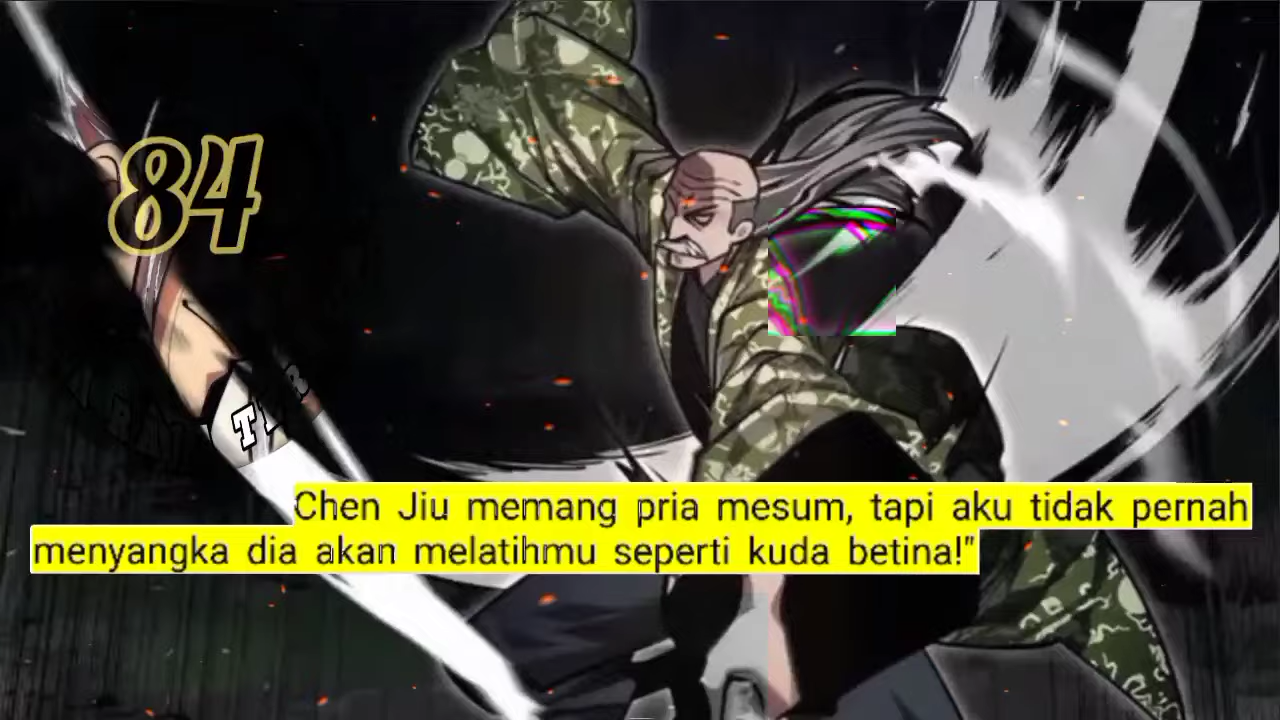 84
Chen Jiu memang pria mesum, tapi aku tidak pernah
menyangka dia akan melatihmu seperti kuda betina!"